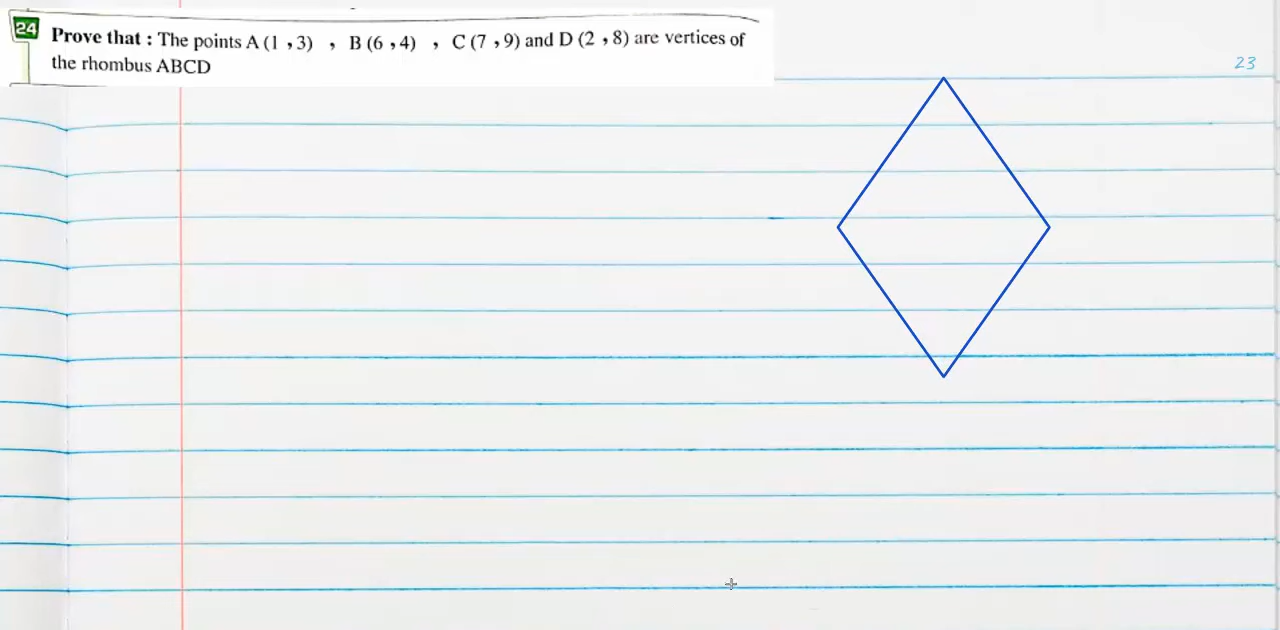 24 Prove that : The points A (1 , 3) , B (6 , 4) , C (7 , 9) and D (2 , 8) are vertices of
the rhombus ABCD
23